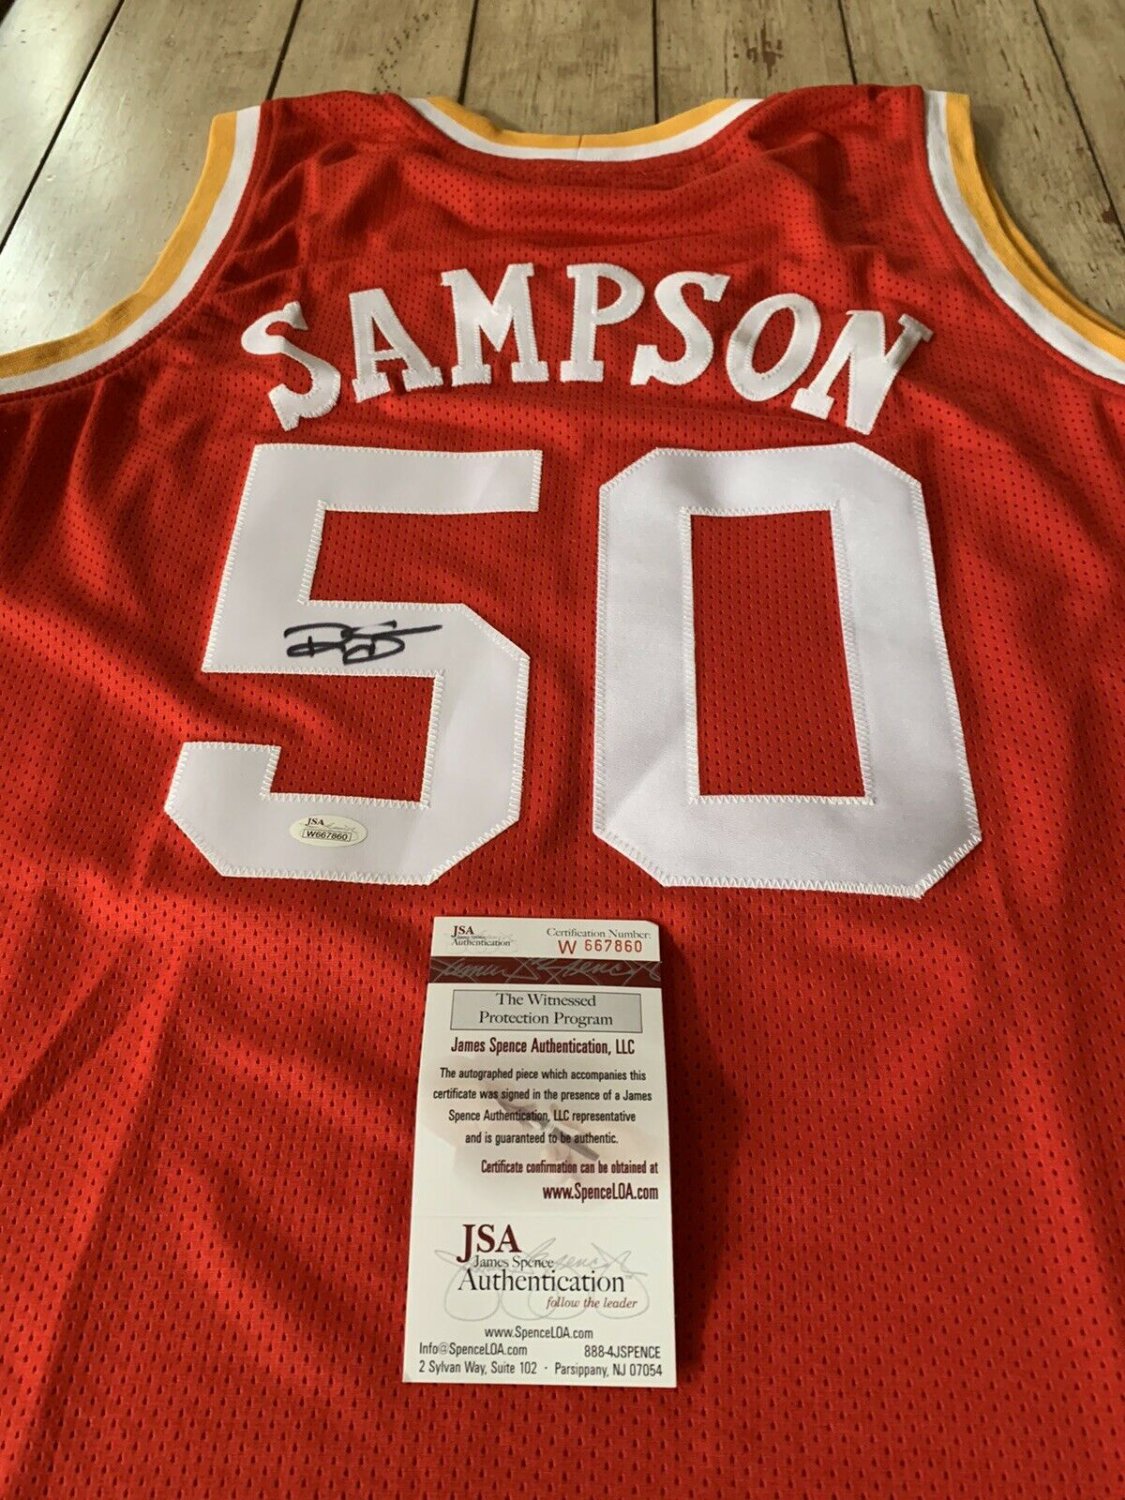 SAMPSON
50
JSA
W667860
JSA
Authentication
Certification Number:
W 667860
The Witnessed
Protection Program
James Spence Authentication, LLC
The autographed piece which accompanies this
certificate was signed in the presence of a James
Spence Authentication, LLC representative
and is guaranteed to be authentic.
Certificate confirmation can be obtained at
www.SpenceLOA.com
JSA
James Spence
Authentication
follow the leader
www.SpenceLOA.com
Info@SpenceLOA.com 888-4JSPENCE
2 Sylvan Way, Suite 102 · Parsippany, NJ 07054